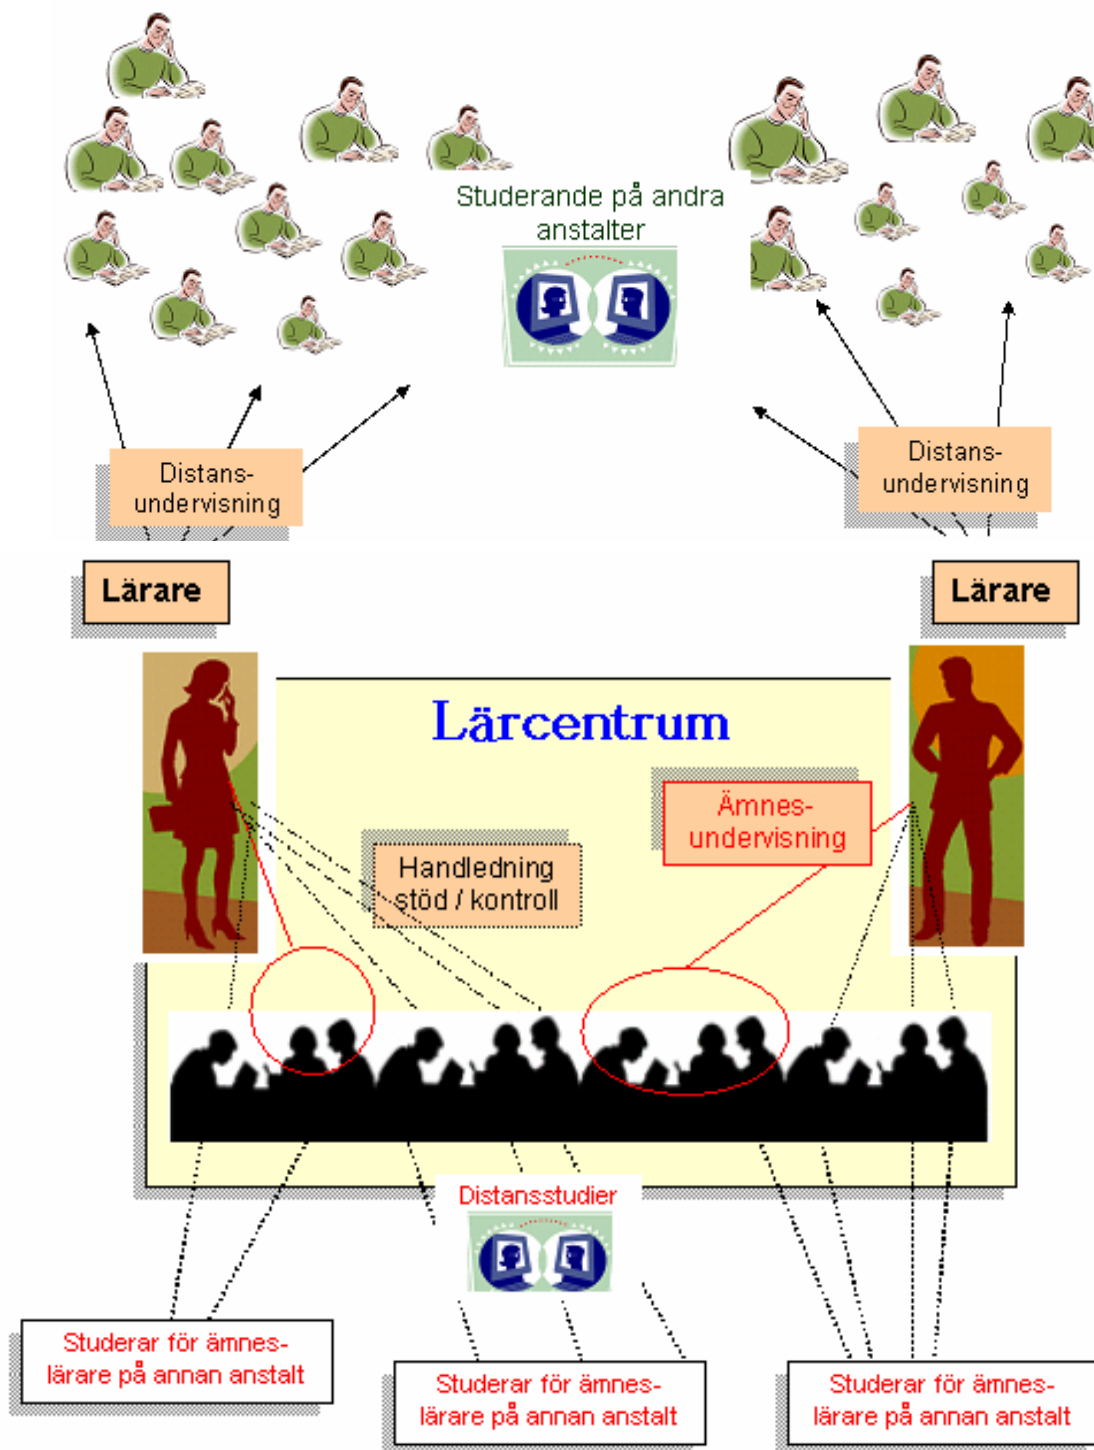 Studerande på andra
anstalter
Distans-
undervisning
Distans-
undervisning
Lärare
Lärare
Lärcentrum
Ämnes-
undervisning
Handledning
stöd / kontroll
Distansstudier
Studerar för ämnes-
lärare på annan anstalt
Studerar för ämnes-
lärare på annan anstalt
Studerar för ämnes-
lärare på annan anstalt